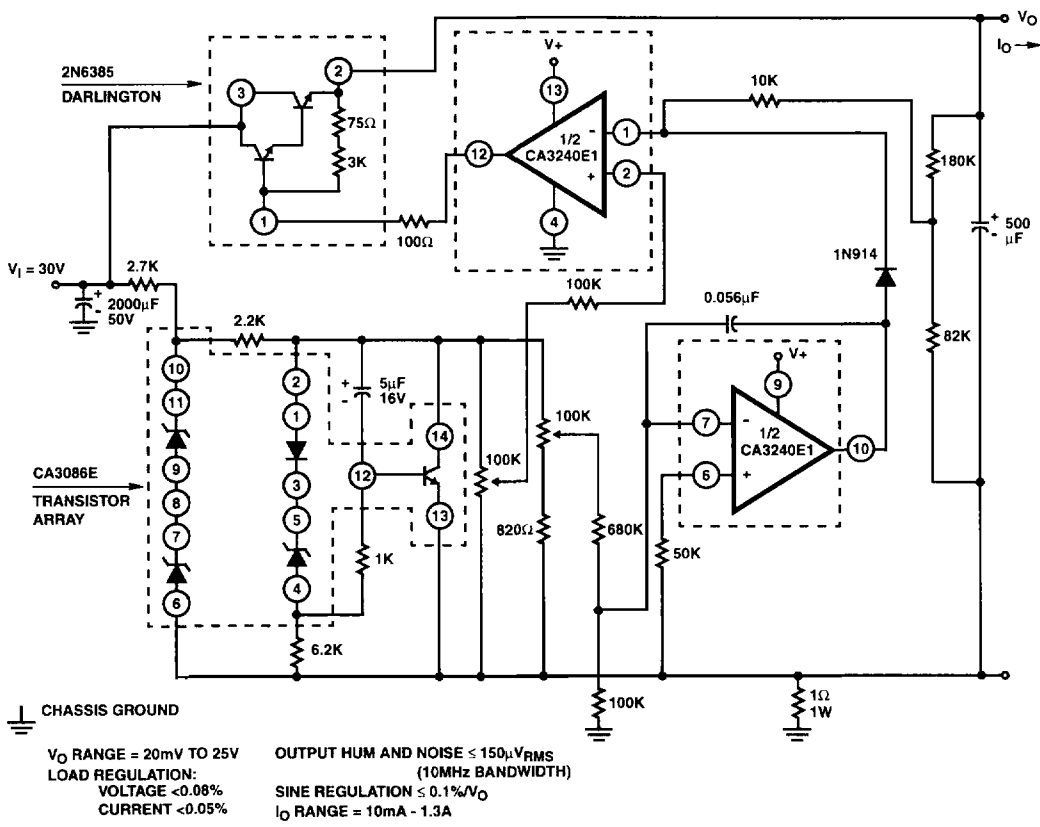 2N6385
DARLINGTON
3
2
75Ω
3K
1
100Ω
V+
13
1/2
CA3240E1
-
+
12
1
2
4
10K
VO
IO
180K
+
-
500
µF
1N914
82K
VI = 30V
2.7K
+
-
2000µF
50V
2.2K
100K
0.056µF
10
11
9
8
7
6
2
1
3
5
4
+
-
5µF
16V
14
12
13
1K
6.2K
100K
100K
820Ω
680K
50K
V+
9
7
6
-
+
1/2
CA3240E1
10
CA3086E
TRANSISTOR
ARRAY
100K
1Ω
1W
CHASSIS GROUND
VO RANGE = 20mV TO 25V
LOAD REGULATION:
VOLTAGE <0.08%
CURRENT <0.05%
OUTPUT HUM AND NOISE ≤ 150µVRMS
(10MHz BANDWIDTH)
SINE REGULATION ≤ 0.1%/VO
IO RANGE = 10mA - 1.3A